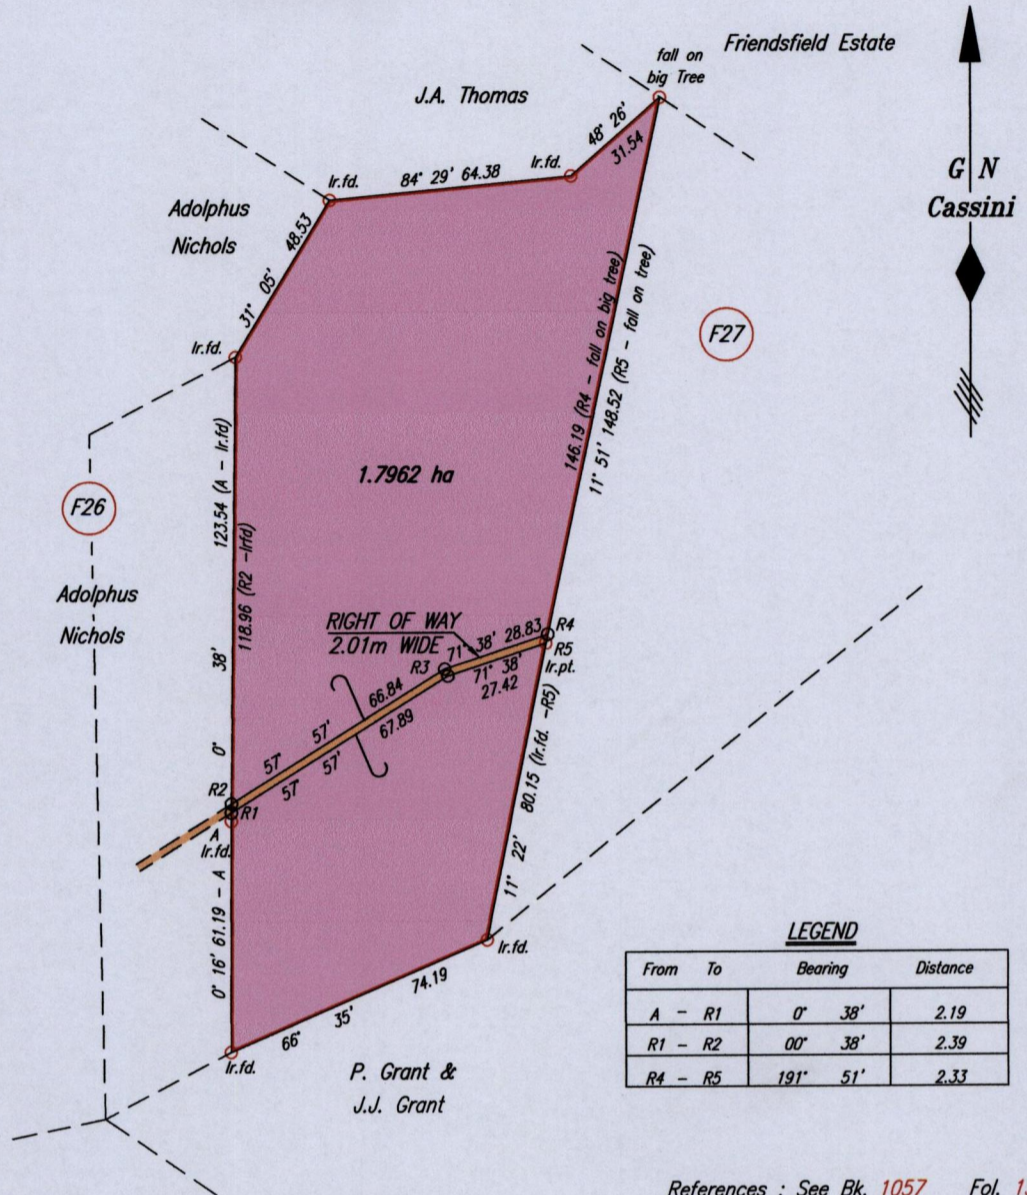 Friendsfield Estate
fall on
big Tree
J.A. Thomas
48° 26'
31.54
Ir.fd.
84° 29' 64.38
Ir.fd.
G N
Cassini
Adolphus
Nichols
31° 05' 48.53
Ir.fd.
F27
146.19 (R4 - fall on big tree)
11° 51' 148.52 (R5 - fall on tree)
1.7962 ha
F26
123.54 (A - Ir.fd)
0° 38' 118.96 (R2 -Irfd)
Adolphus
Nichols
RIGHT OF WAY
2.01m WIDE
R4
71° 38' 28.83
R3
R5
Ir.pt.
71° 38'
27.42
57° 57' 66.84
57° 57' 67.89
R2
R1
A
Ir.fd.
11° 22' 80.15 (Ir.fd. -R5)
0° 16' 61.19 - A
Ir.fd.
66° 35' 74.19
Ir.fd.
P. Grant &
J.J. Grant
LEGEND
From To Bearing Distance
A - R1 0° 38' 2.19
R1 - R2 00° 38' 2.39
R4 - R5 191° 51' 2.33
References : See Bk. 1057 Fol.